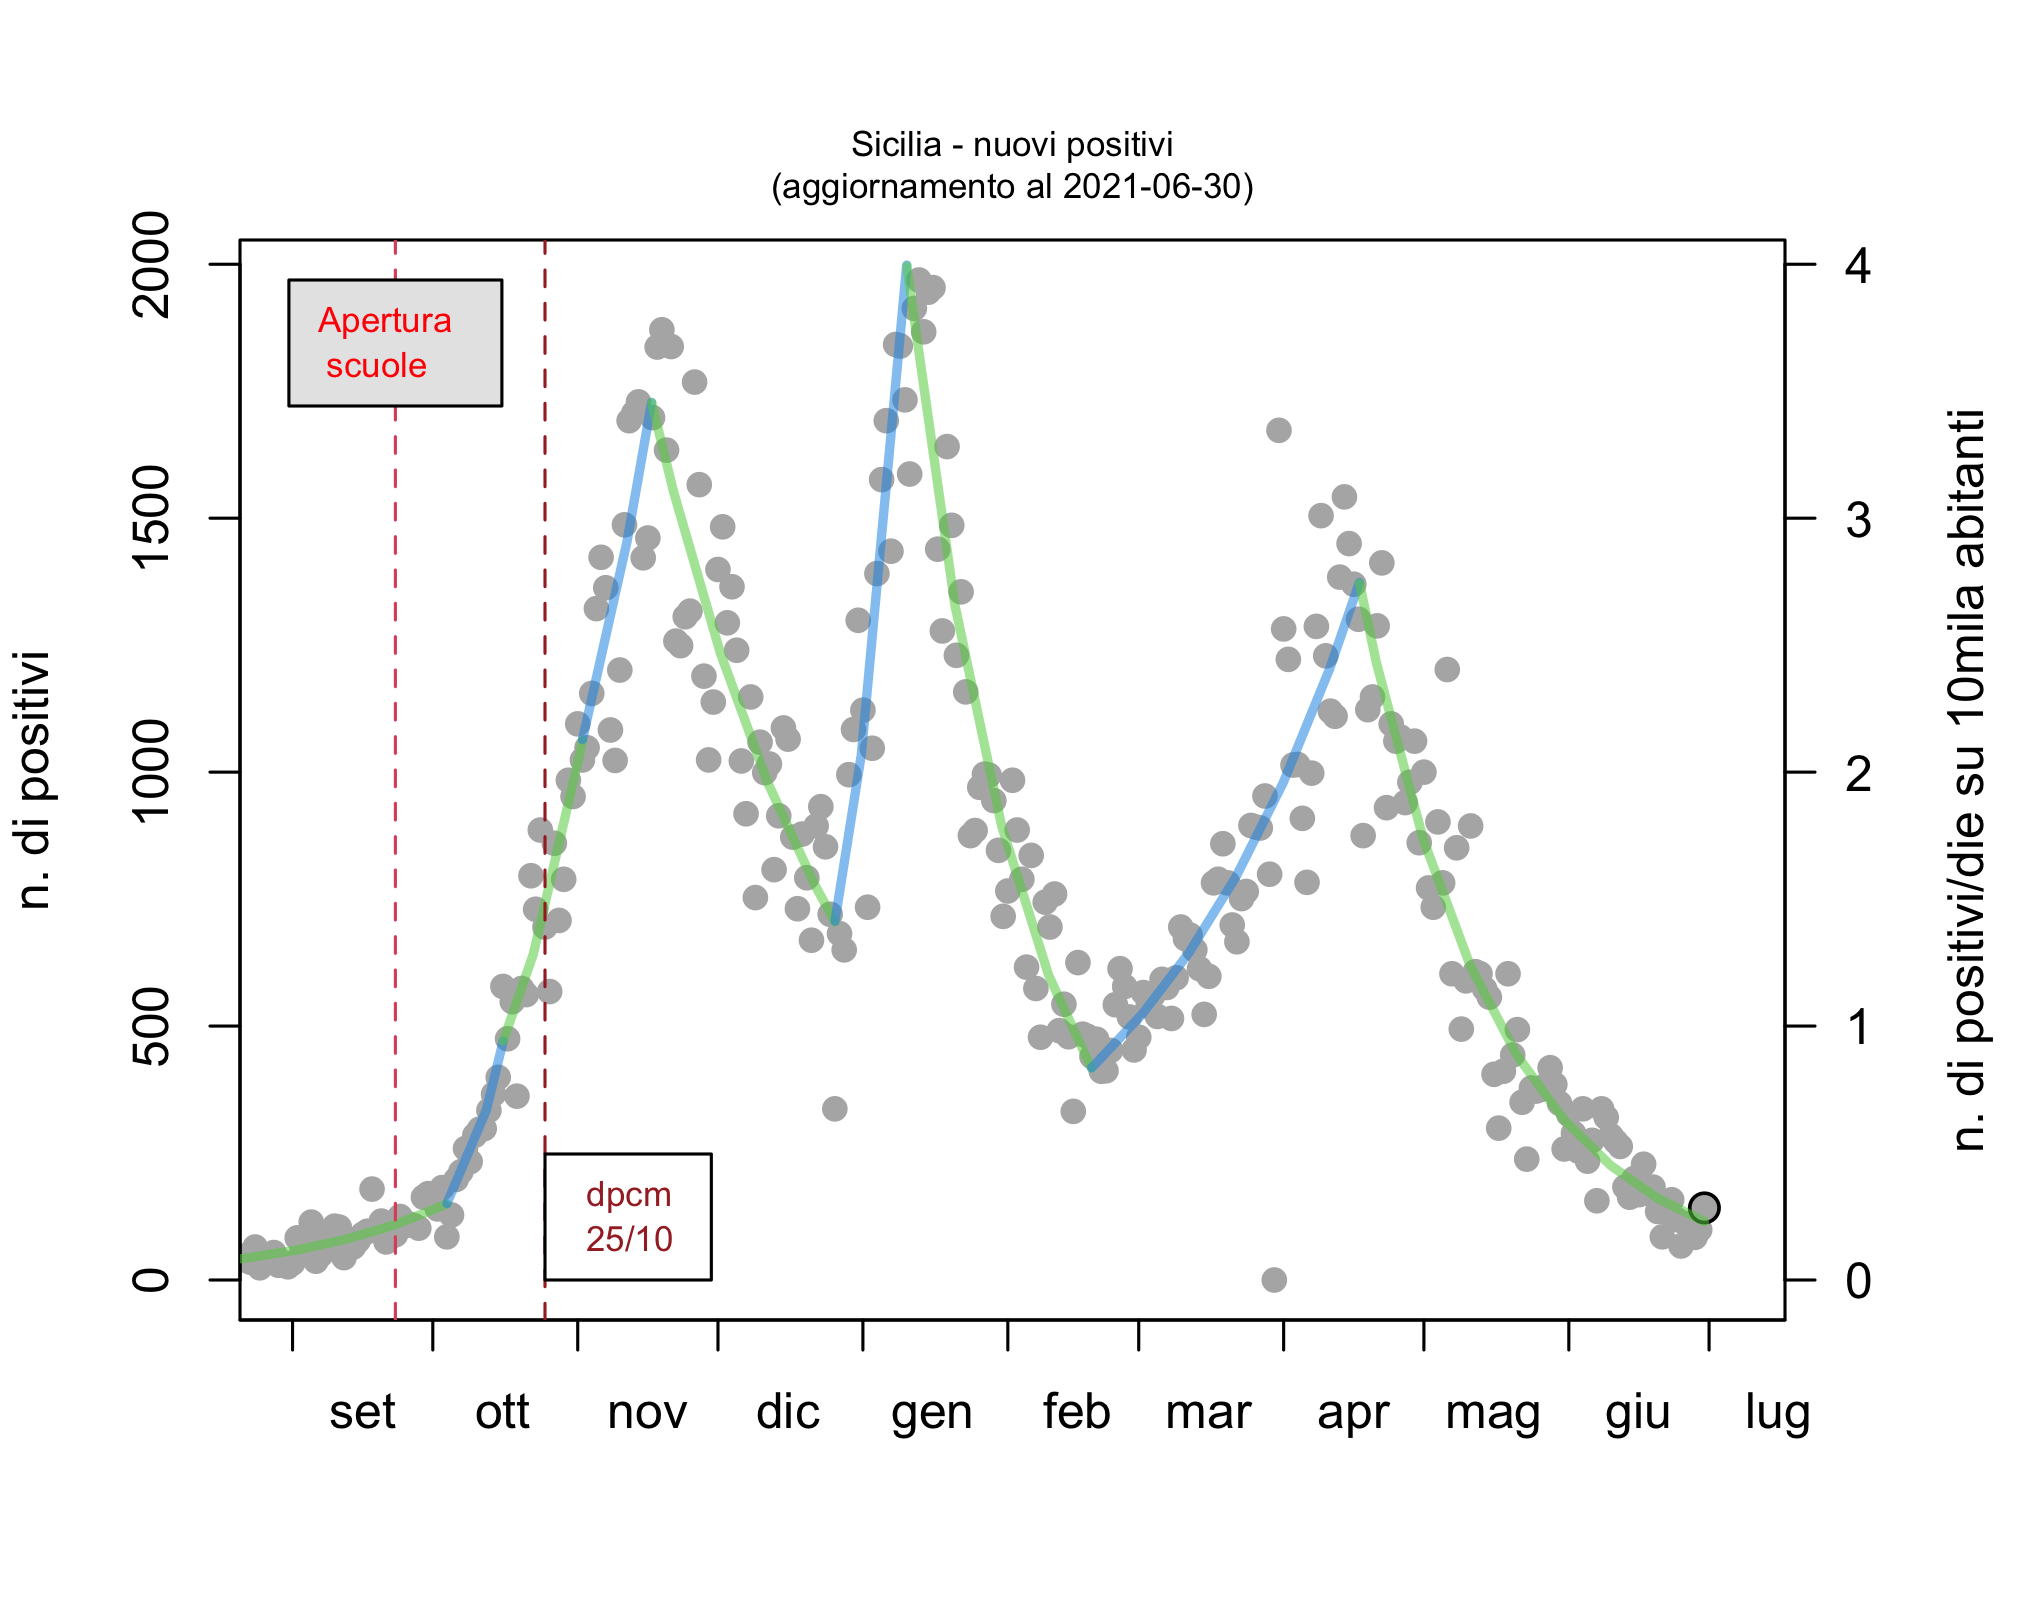 Sicilia - nuovi positivi
(aggiornamento al 2021-06-30)
n. di positivi
2000
1500
1000
500
0
Apertura
scuole
dpcm
25/10
4
3
2
1
0
n. di positivi/die su 10mila abitanti
set ott nov dic gen feb mar apr mag giu lug